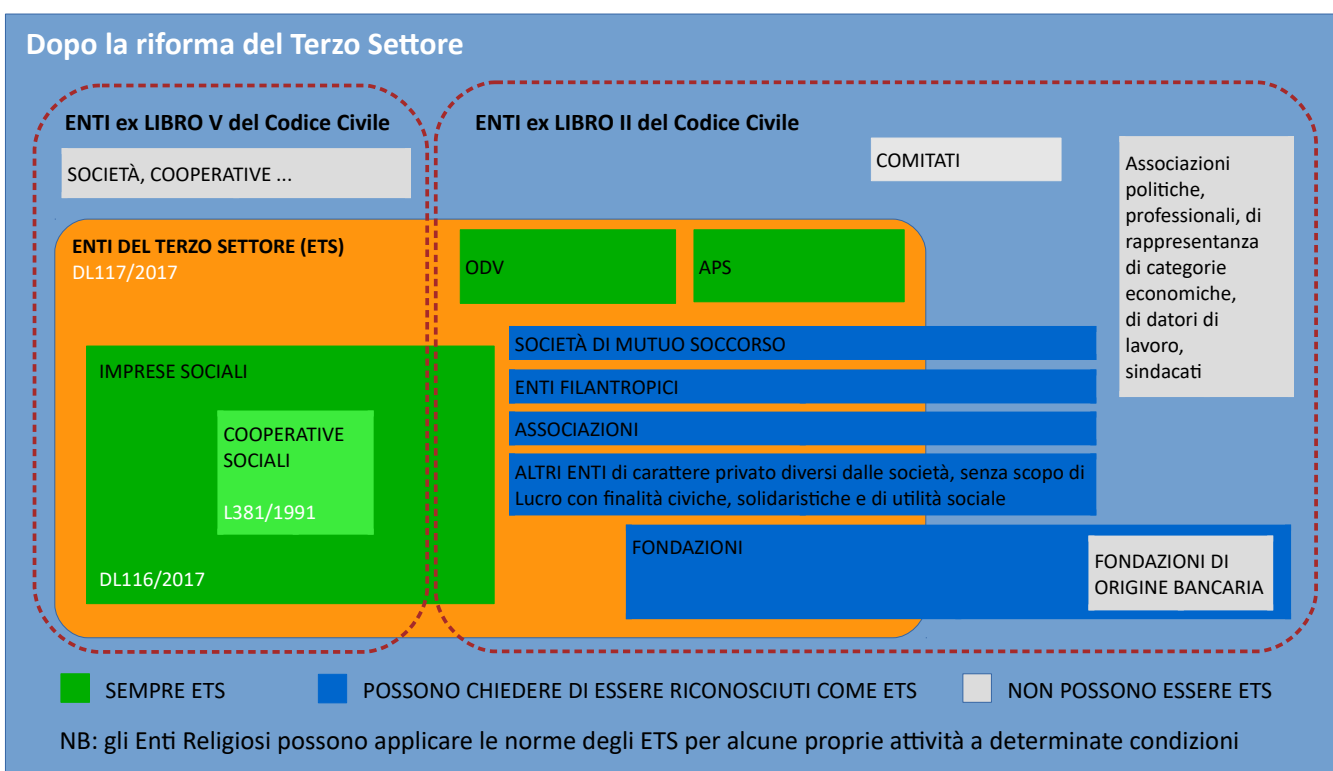 Dopo la riforma del Terzo Settore
ENTI ex LIBRO V del Codice Civile
SOCIETÀ, COOPERATIVE ...
ENTI ex LIBRO II del Codice Civile
COMITATI
Associazioni
politiche,
professionali, di
rappresentanza
di categorie
economiche,
di datori di
lavoro,
sindacati
ENTI DEL TERZO SETTORE (ETS)
DL117/2017
ODV
APS
IMPRESE SOCIALI
COOPERATIVE
SOCIALI
L381/1991
DL116/2017
SOCIETÀ DI MUTUO SOCCORSO
ENTI FILANTROPICI
ASSOCIAZIONI
ALTRI ENTI di carattere privato diversi dalle società, senza scopo di
Lucro con finalità civiche, solidaristiche e di utilità sociale
FONDAZIONI
FONDAZIONI DI
ORIGINE BANCARIA
SEMPRE ETS
POSSONO CHIEDERE DI ESSERE RICONOSCIUTI COME ETS
NON POSSONO ESSERE ETS
NB: gli Enti Religiosi possono applicare le norme degli ETS per alcune proprie attività a determinate condizioni